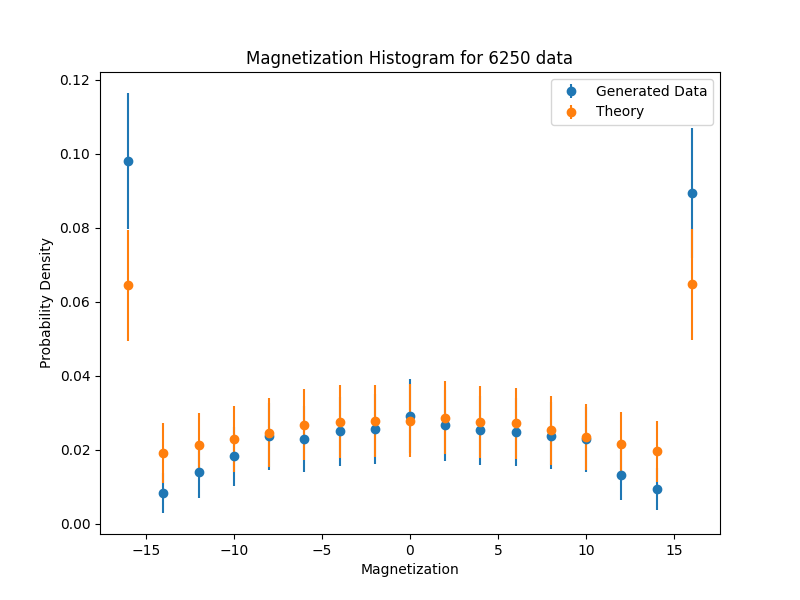 Magnetization Histogram for 6250 data
Generated Data
Theory
Probability Density
0.12
0.10
0.08
0.06
0.04
0.02
0.00
−15
−10
−5
0
5
10
15
Magnetization